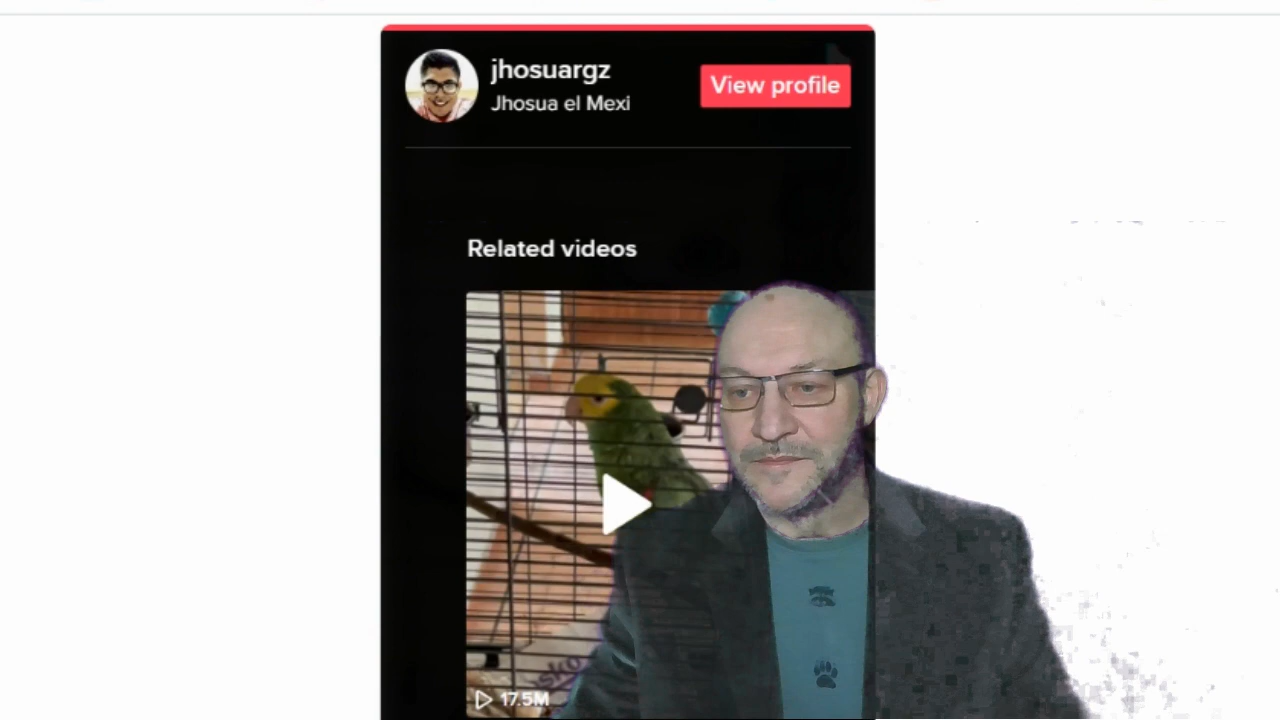 jhosuargz
View profile
Jhosua el Mexi
Related videos
17.5M